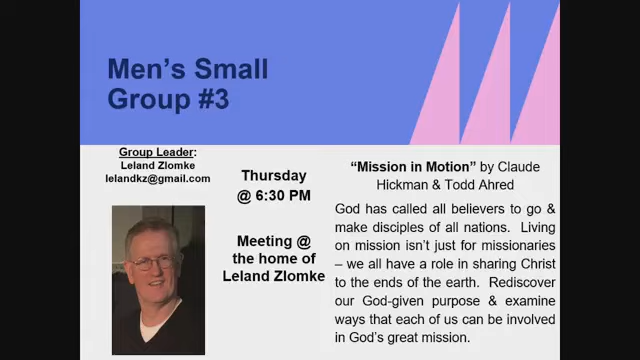 Men’s Small
Group #3
Group Leader:
Leland Zlomke
lelandkz@gmail.com
Thursday
@ 6:30 PM
Meeting @
the home of
Leland Zlomke
“Mission in Motion” by Claude
Hickman & Todd Ahred
God has called all believers to go &
make disciples of all nations. Living
on mission isn’t just for missionaries
– we all have a role in sharing Christ
to the ends of the earth. Rediscover
our God-given purpose & examine
ways that each of us can be involved
in God’s great mission.